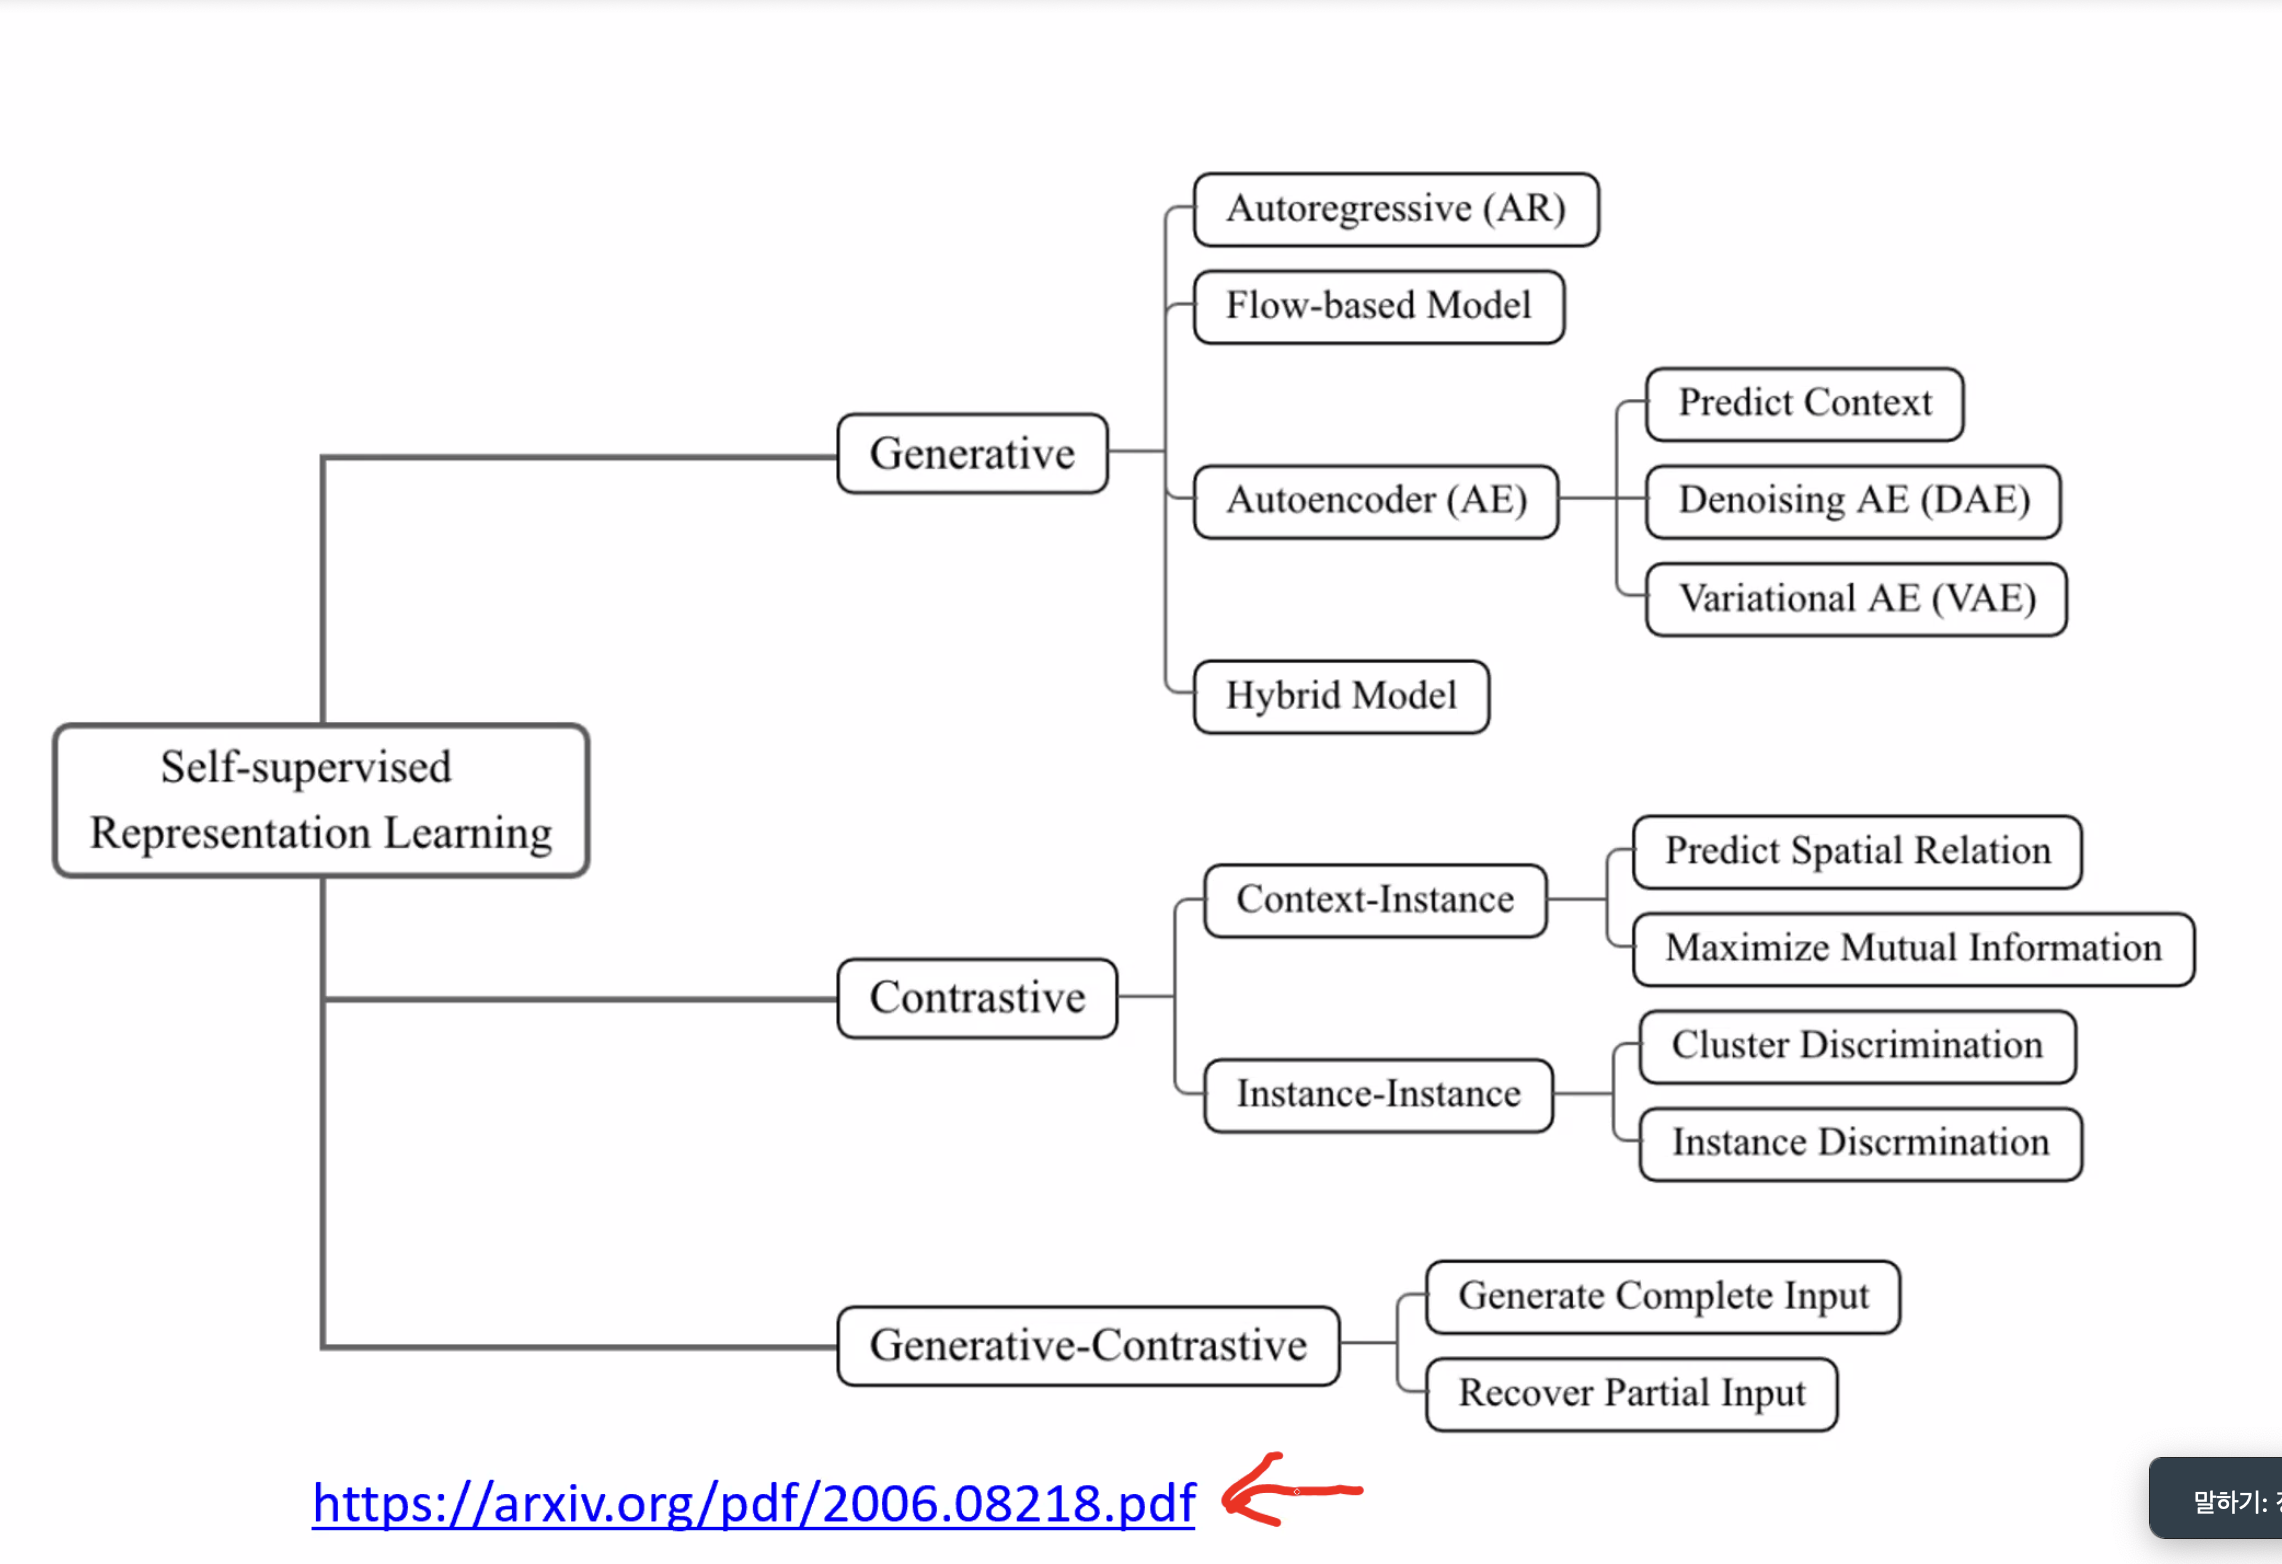 Autoregressive (AR)
Flow-based Model
Predict Context
Generative
Autoencoder (AE)
Denoising AE (DAE)
Variational AE (VAE)
Hybrid Model
Self-supervised
Representation Learning
Predict Spatial Relation
Context-Instance
Maximize Mutual Information
Contrastive
Cluster Discrimination
Instance-Instance
Instance Discrmination
Generate Complete Input
Generative-Contrastive
Recover Partial Input
https://arxiv.org/pdf/2006.08218.pdf
말하기: